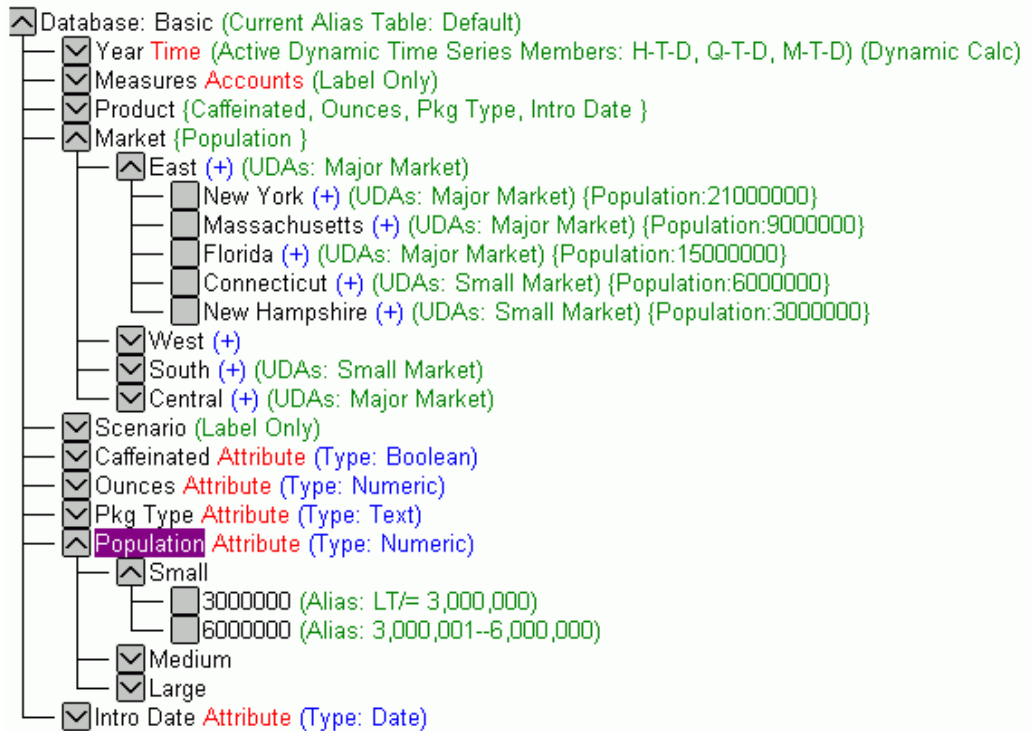 Database: Basic (Current Alias Table: Default)
Year Time (Active Dynamic Time Series Members: H-T-D, Q-T-D, M-T-D) (Dynamic Calc)
Measures Accounts (Label Only)
Product {Caffeinated, Ounces, Pkg Type, Intro Date }
Market {Population }
East (+) (UDAs: Major Market)
New York (+) (UDAs: Major Market) {Population:21000000}
Massachusetts (+) (UDAs: Major Market) {Population:9000000}
Florida (+) (UDAs: Major Market) {Population:15000000}
Connecticut (+) (UDAs: Small Market) {Population:6000000}
New Hampshire (+) (UDAs: Small Market) {Population:3000000}
West (+)
South (+) (UDAs: Small Market)
Central (+) (UDAs: Major Market)
Scenario (Label Only)
Caffeinated Attribute (Type: Boolean)
Ounces Attribute (Type: Numeric)
Pkg Type Attribute (Type: Text)
Population Attribute (Type: Numeric)
Small
3000000 (Alias: LT/= 3,000,000)
6000000 (Alias: 3,000,001--6,000,000)
Medium
Large
Intro Date Attribute (Type: Date)